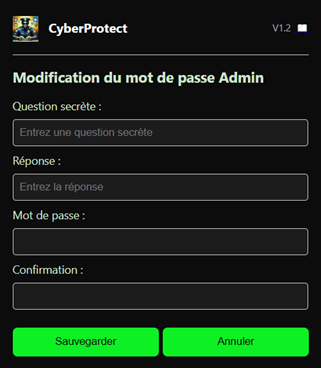 CyberProtect V1.2
Modification du mot de passe Admin
Question secrète :
Entrez une question secrète
Réponse :
Entrez la réponse
Mot de passe :
Confirmation :
Sauvegarder Annuler